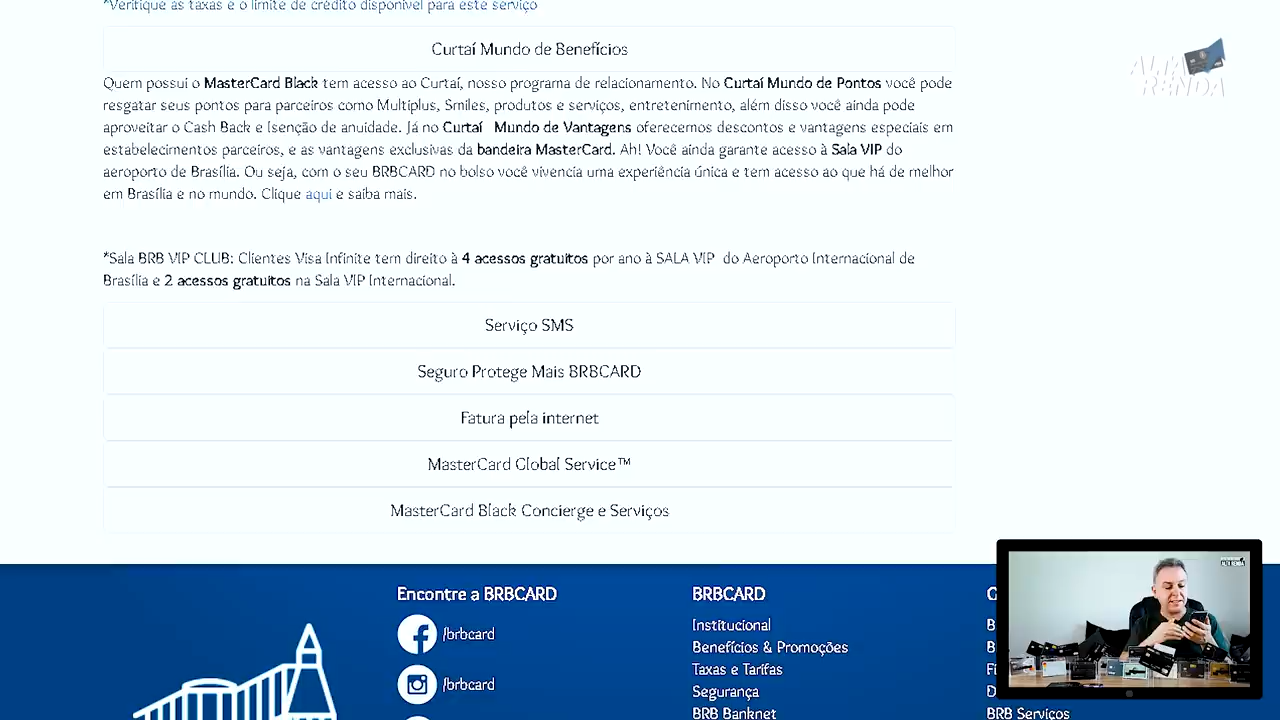 *Verifique as taxas e o limite de crédito disponível para este serviço
Curtaí Mundo de Benefícios
Quem possui o MasterCard Black tem acesso ao Curtaí, nosso programa de relacionamento. No Curtaí Mundo de Pontos você pode
resgatar seus pontos para parceiros como Multiplus, Smiles, produtos e serviços, entretenimento, além disso você ainda pode
aproveitar o Cash Back e Isenção de anuidade. Já no Curtaí Mundo de Vantagens oferecemos descontos e vantagens especiais em
estabelecimentos parceiros, e as vantagens exclusivas da bandeira MasterCard. Ah! Você ainda garante acesso à Sala VIP do
aeroporto de Brasília. Ou seja, com o seu BRBCARD no bolso você vivencia uma experiência única e tem acesso ao que há de melhor
em Brasília e no mundo. Clique aqui e saiba mais.
*Sala BRB VIP CLUB: Clientes Visa Infinite tem direito à 4 acessos gratuitos por ano à SALA VIP do Aeroporto Internacional de
Brasília e 2 acessos gratuitos na Sala VIP Internacional.
Serviço SMS
Seguro Protege Mais BRBCARD
Fatura pela internet
MasterCard Global Service™
MasterCard Black Concierge e Serviços
Encontre a BRBCARD
/brbcard
/brbcard
BRBCARD
Institucional
Benefícios & Promoções
Taxas e Tarifas
Segurança
BRB Banknet
BRB Serviços
ALTA
RENDA
ALTA RENDA